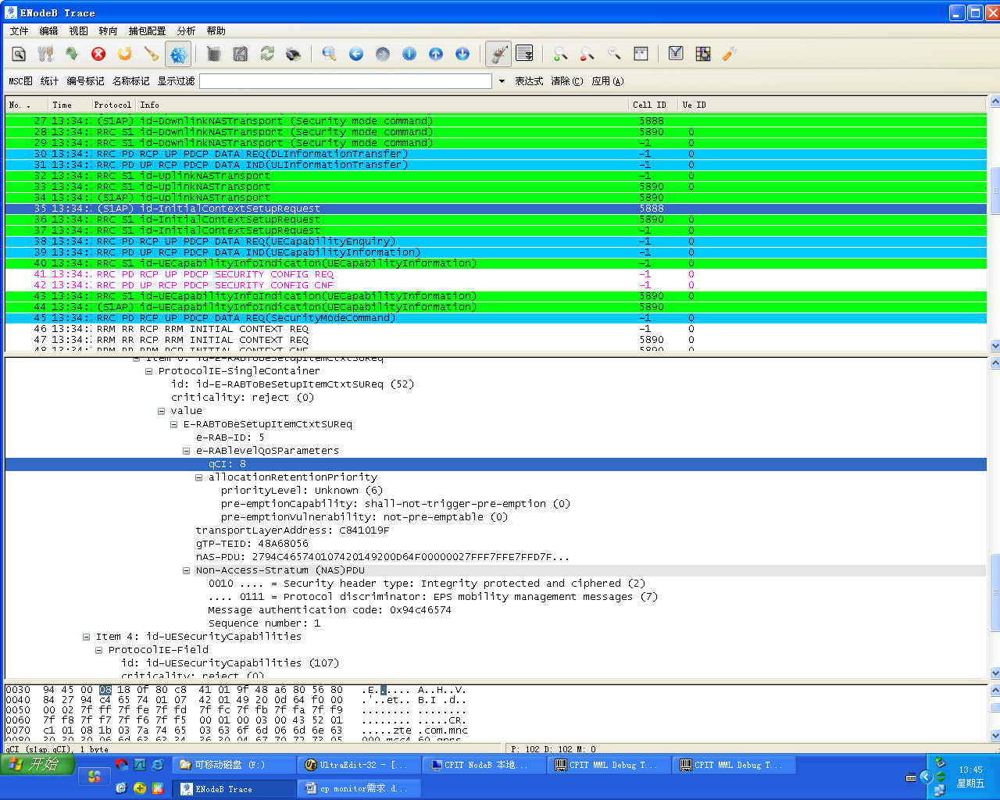 ENodeB Trace
文件 编辑 视图 转向 捕包配置 分析 帮助
MSC图 统计 编号标记 名称标记 显示过滤 表达式 清除(C) 应用(A)
No. . Time Protocol Info Cell ID Ue ID
27 13:34: (S1AP) id-DownlinkNASTransport (Security mode command) 5888
28 13:34: RRC S1 id-DownlinkNASTransport (Security mode command) 5890 0
29 13:34: RRC S1 id-DownlinkNASTransport (Security mode command) -1 0
30 13:34: RRC PD RCP UP PDCP DATA REQ(DLInformationTransfer) -1 0
31 13:34: RRC PD UP RCP PDCP DATA IND(ULInformationTransfer) -1 0
32 13:34: RRC S1 id-UplinkNASTransport -1 0
33 13:34: RRC S1 id-UplinkNASTransport 5890 0
34 13:34: (S1AP) id-UplinkNASTransport 5890
35 13:34: (S1AP) id-InitialContextSetupRequest 5888
36 13:34: RRC S1 id-InitialContextSetupRequest 5890 0
37 13:34: RRC S1 id-InitialContextSetupRequest -1 0
38 13:34: RRC PD RCP UP PDCP DATA REQ(UECapabilityEnquiry) -1 0
39 13:34: RRC PD UP RCP PDCP DATA IND(UECapabilityInformation) -1 0
40 13:34: RRC S1 id-UECapabilityInfoIndication(UECapabilityInformation) -1 0
41 13:34: RRC PD RCP UP PDCP SECURITY CONFIG REQ -1 0
42 13:34: RRC PD UP RCP PDCP SECURITY CONFIG CNF -1 0
43 13:34: RRC S1 id-UECapabilityInfoIndication(UECapabilityInformation) 5890 0
44 13:34: (S1AP) id-UECapabilityInfoIndication(UECapabilityInformation) 5890
45 13:34: RRC PD RCP UP PDCP DATA REQ(SecurityModeCommand) -1 0
46 13:34: RRM RR RCP RRM INITIAL CONTEXT REQ -1 0
47 13:34: RRM RR RCP RRM INITIAL CONTEXT REQ 5890 0
48 13:34: RRM RR RRM RCP INITIAL CONTEXT CNF 5890 0
Item 0: id-E-RABToBeSetupItemCtxtSUReq
ProtocolIE-SingleContainer
id: id-E-RABToBeSetupItemCtxtSUReq (52)
criticality: reject (0)
value
E-RABToBeSetupItemCtxtSUReq
e-RAB-ID: 5
e-RABlevelQoSParameters
qCI: 8
allocationRetentionPriority
priorityLevel: Unknown (6)
pre-emptionCapability: shall-not-trigger-pre-emption (0)
pre-emptionVulnerability: not-pre-emptable (0)
transportLayerAddress: C841019F
gTP-TEID: 48A68056
nAS-PDU: 2794C465740107420149200D64F00000027FFF7FFE7FFD7F...
Non-Access-Stratum (NAS)PDU
0010 .... = Security header type: Integrity protected and ciphered (2)
.... 0111 = Protocol discriminator: EPS mobility management messages (7)
Message authentication code: 0x94c46574
Sequence number: 1
Item 4: id-UESecurityCapabilities
ProtocolIE-Field
id: id-UESecurityCapabilities (107)
criticality: reject (0)
0030 94 45 00 08 18 0f 80 c8 41 01 9f 48 a6 80 56 80 .E...... A..H..V.
0040 84 27 94 c4 65 74 01 07 42 01 49 20 0d 64 f0 00 .'..et.. B.I .d..
0050 00 02 7f ff 7f fe 7f fd 7f fc 7f fb 7f fa 7f f9 ........ ........
0060 7f f8 7f f7 7f f6 7f f5 00 01 00 03 00 43 52 01 ........ .....CR.
0070 c1 01 08 1b 03 7a 74 65 03 63 6f 6d 06 6d 6e 63 .....zte .com.mnc
0080 30 30 30 06 6d 63 63 34 36 30 04 67 70 72 73 05 000.mcc4 60.gprs.
qCI (s1ap.qCI), 1 byte P: 102 D: 102 M: 0
开始 可移动磁盘 (F:) UltraEdit-32 - [... CPIT NodeB 本地... CPIT MML Debug T... CPIT MML Debug T... 13:45
ENodeB Trace cp monitor需求.d... 星期五